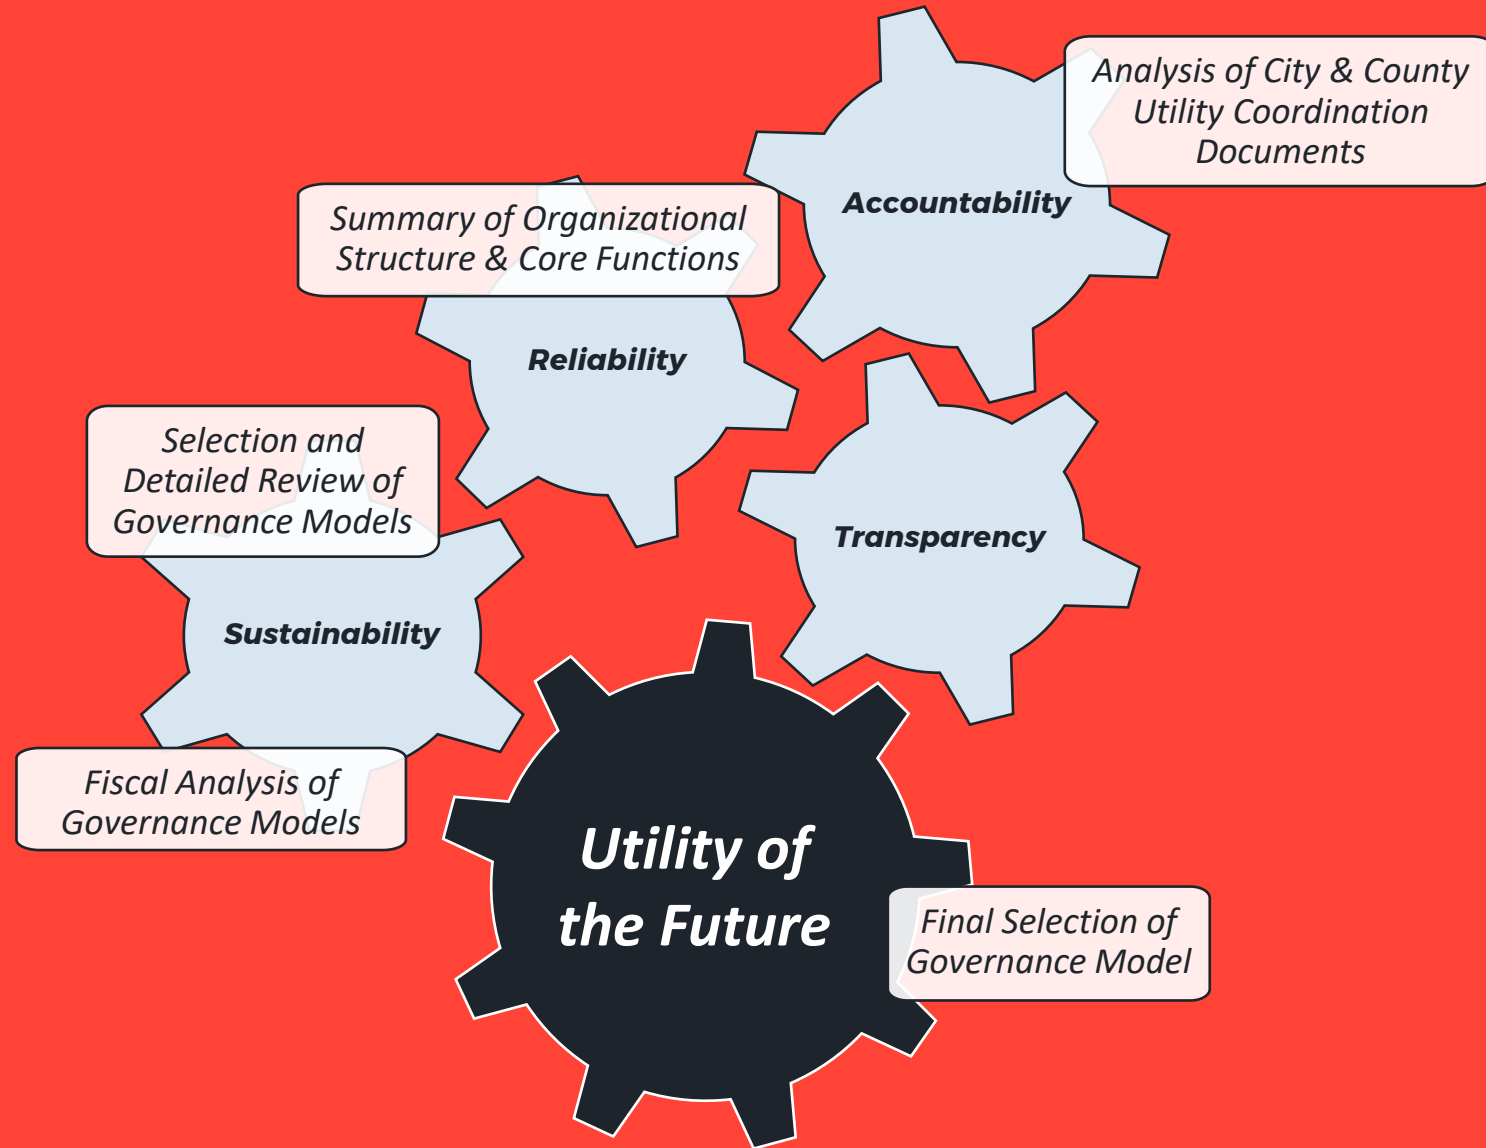 Analysis of City & County
Utility Coordination
Documents
Accountability
Summary of Organizational
Structure & Core Functions
Reliability
Selection and
Detailed Review of
Governance Models
Transparency
Sustainability
Fiscal Analysis of
Governance Models
Utility of
the Future
Final Selection of
Governance Model